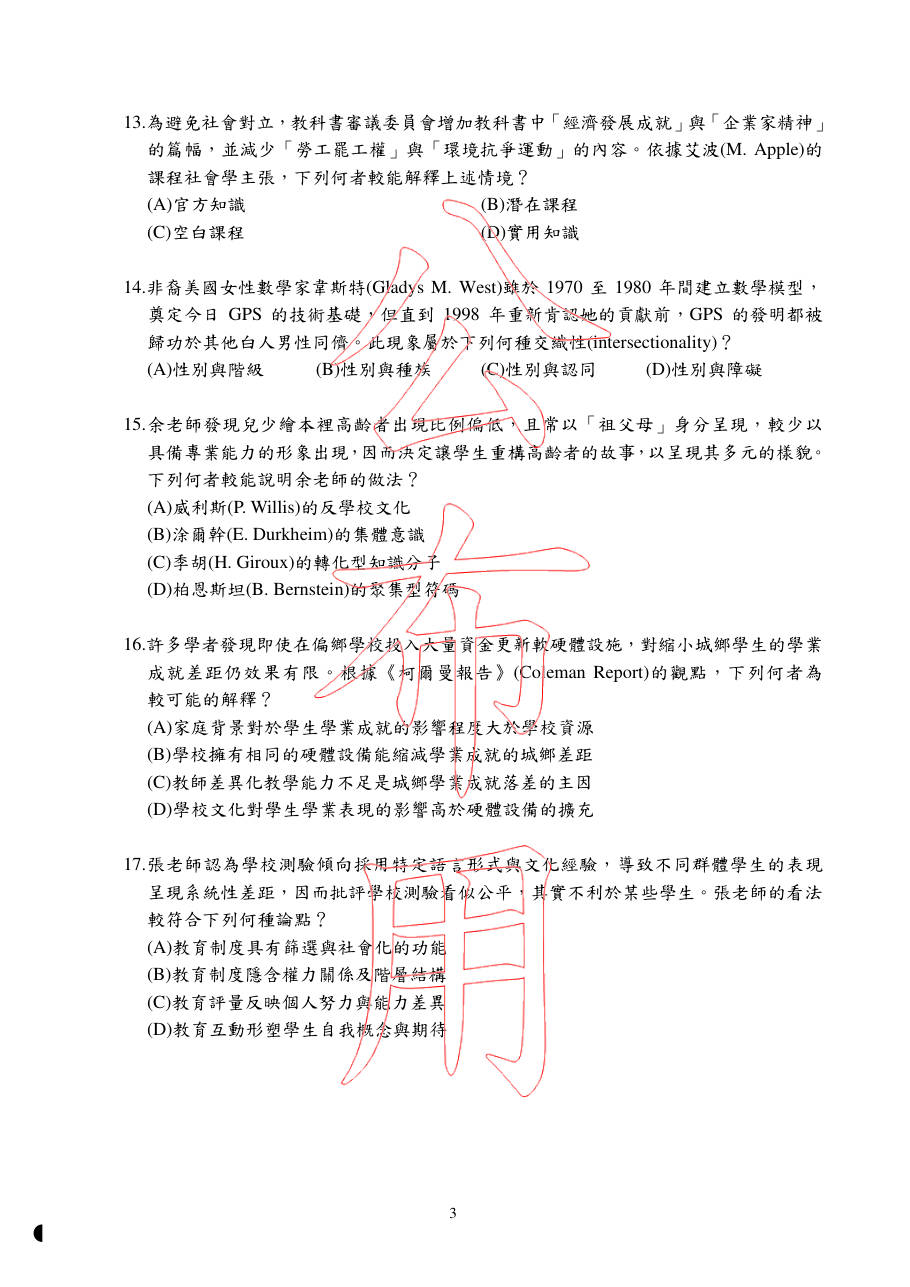 13.為避免社會對立，教科書審議委員會增加教科書中「經濟發展成就」與「企業家精神」
的篇幅，並減少「勞工罷工權」與「環境抗爭運動」的內容。依據艾波(M. Apple)的
課程社會學主張，下列何者較能解釋上述情境？
(A)官方知識 (B)潛在課程
(C)空白課程 (D)實用知識
14.非裔美國女性數學家韋斯特(Gladys M. West)雖於 1970 至 1980 年間建立數學模型，
奠定今日 GPS 的技術基礎，但直到 1998 年重新肯認她的貢獻前，GPS 的發明都被
歸功於其他白人男性同儕。此現象屬於下列何種交織性(intersectionality)？
(A)性別與階級 (B)性別與種族 (C)性別與認同 (D)性別與障礙
15.余老師發現兒少繪本裡高齡者出現比例偏低，且常以「祖父母」身分呈現，較少以
具備專業能力的形象出現，因而決定讓學生重構高齡者的故事，以呈現其多元的樣貌。
下列何者較能說明余老師的做法？
(A)威利斯(P. Willis)的反學校文化
(B)涂爾幹(E. Durkheim)的集體意識
(C)季胡(H. Giroux)的轉化型知識分子
(D)柏恩斯坦(B. Bernstein)的聚集型符碼
16.許多學者發現即使在偏鄉學校投入大量資金更新軟硬體設施，對縮小城鄉學生的學業
成就差距仍效果有限。根據《柯爾曼報告》(Coleman Report)的觀點，下列何者為
較可能的解釋？
(A)家庭背景對於學生學業成就的影響程度大於學校資源
(B)學校擁有相同的硬體設備能縮減學業成就的城鄉差距
(C)教師差異化教學能力不足是城鄉學業成就落差的主因
(D)學校文化對學生學業表現的影響高於硬體設備的擴充
17.張老師認為學校測驗傾向採用特定語言形式與文化經驗，導致不同群體學生的表現
呈現系統性差距，因而批評學校測驗看似公平，其實不利於某些學生。張老師的看法
較符合下列何種論點？
(A)教育制度具有篩選與社會化的功能
(B)教育制度隱含權力關係及階層結構
(C)教育評量反映個人努力與能力差異
(D)教育互動形塑學生自我概念與期待
公
布
用
3